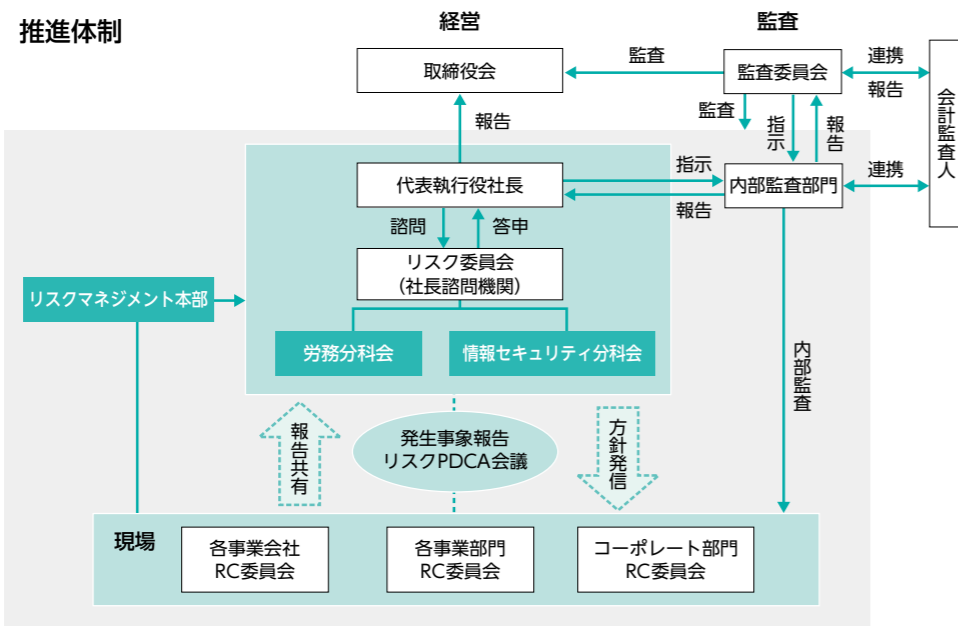 推進体制
経営
監査
取締役会
監査
監査委員会
連携
報告
会計監査人
報告
監査
指示
報告
代表執行役社長
指示
報告
内部監査部門
連携
諮問
答申
リスク委員会
(社長諮問機関)
リスクマネジメント本部
労務分科会
情報セキュリティ分科会
内部監査
報告共有
発生事象報告
リスクPDCA会議
方針発信
現場
各事業会社
RC委員会
各事業部門
RC委員会
コーポレート部門
RC委員会